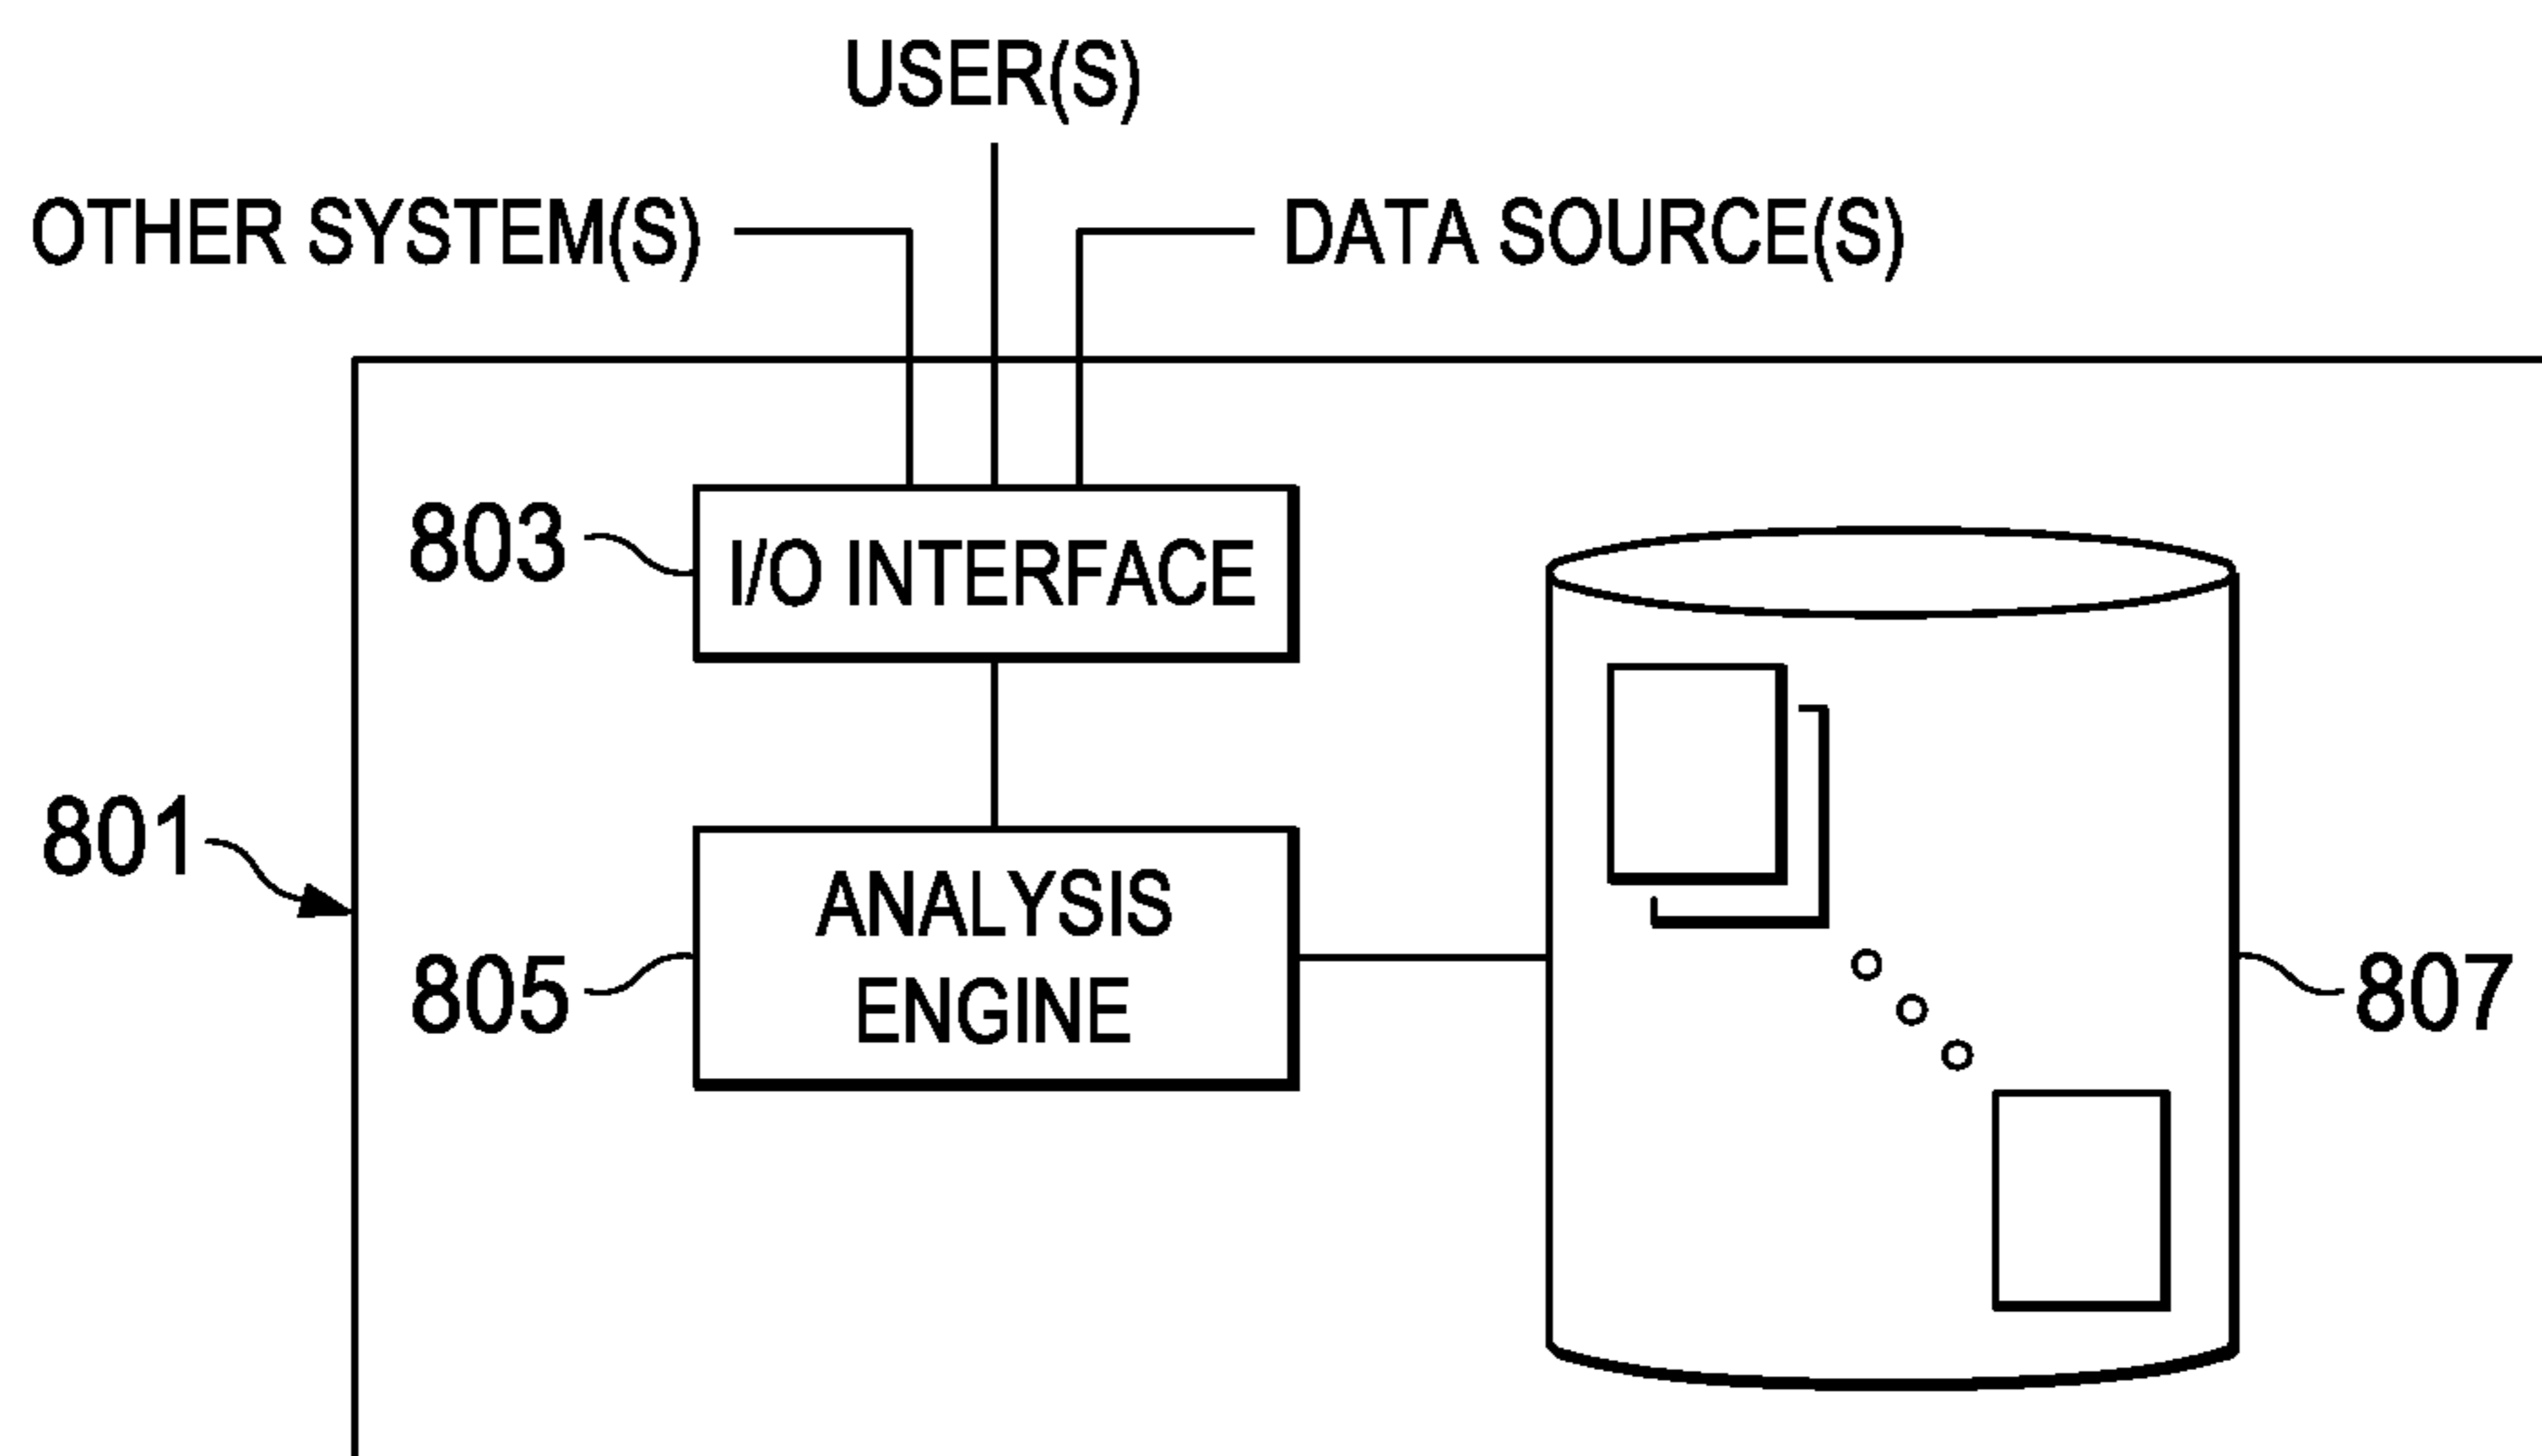 USER(S)
OTHER SYSTEM(S)
DATA SOURCE(S)
803
I/O INTERFACE
801
805
ANALYSIS
ENGINE
807